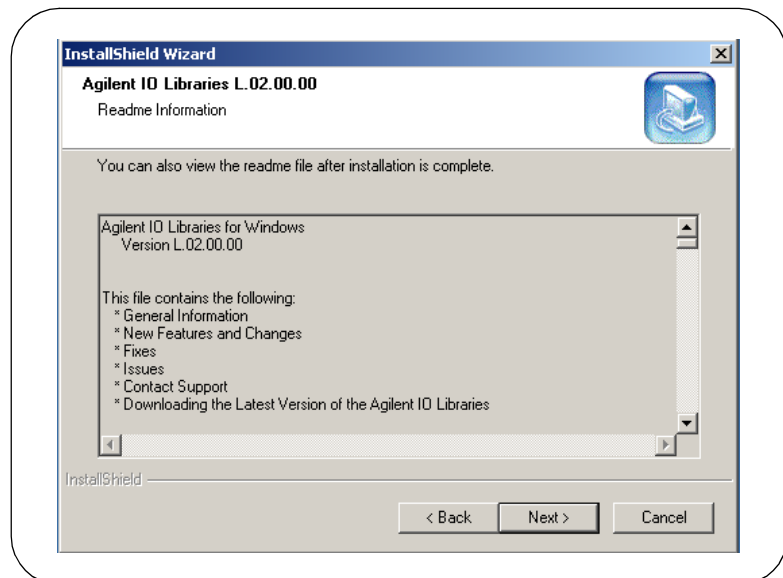 InstallShield Wizard
Agilent IO Libraries L.02.00.00
Readme Information
You can also view the readme file after installation is complete.
Agilent IO Libraries for Windows
Version L.02.00.00
This file contains the following:
* General Information
* New Features and Changes
* Fixes
* Issues
* Contact Support
* Downloading the Latest Version of the Agilent IO Libraries
InstallShield
< Back
Next >
Cancel